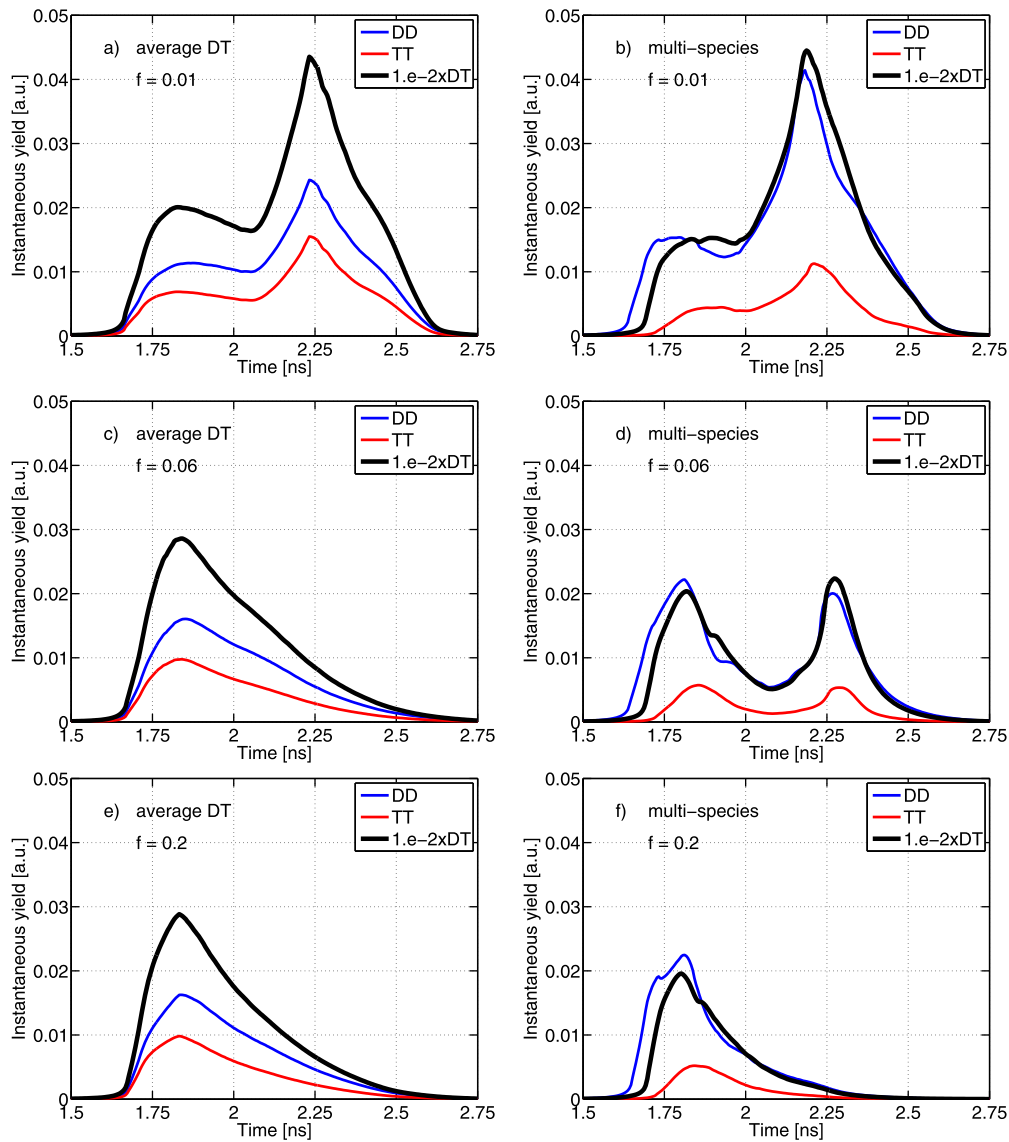 a) average DT
f = 0.01
DD
TT
1.e−2xDT
0.05
0.04
0.03
0.02
0.01
0
Instantaneous yield [a.u.]
1.5 1.75 2 2.25 2.5 2.75
Time [ns]
b) multi−species
f = 0.01
DD
TT
1.e−2xDT
0.05
0.04
0.03
0.02
0.01
0
Instantaneous yield [a.u.]
1.5 1.75 2 2.25 2.5 2.75
Time [ns]
c) average DT
f = 0.06
DD
TT
1.e−2xDT
0.05
0.04
0.03
0.02
0.01
0
Instantaneous yield [a.u.]
1.5 1.75 2 2.25 2.5 2.75
Time [ns]
d) multi−species
f = 0.06
DD
TT
1.e−2xDT
0.05
0.04
0.03
0.02
0.01
0
Instantaneous yield [a.u.]
1.5 1.75 2 2.25 2.5 2.75
Time [ns]
e) average DT
f = 0.2
DD
TT
1.e−2xDT
0.05
0.04
0.03
0.02
0.01
0
Instantaneous yield [a.u.]
1.5 1.75 2 2.25 2.5 2.75
Time [ns]
f) multi−species
f = 0.2
DD
TT
1.e−2xDT
0.05
0.04
0.03
0.02
0.01
0
Instantaneous yield [a.u.]
1.5 1.75 2 2.25 2.5 2.75
Time [ns]